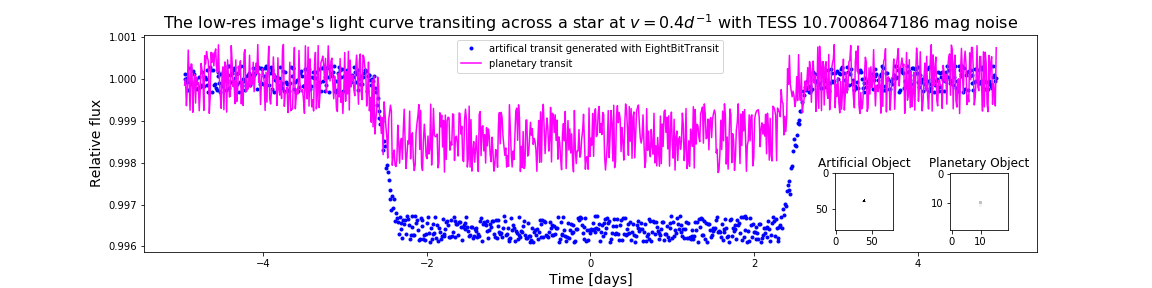 The low-res image's light curve transiting across a star at v = 0.4d⁻¹ with TESS 10.7008647186 mag noise
artifical transit generated with EightBitTransit
planetary transit
Relative flux
1.001
1.000
0.999
0.998
0.997
0.996
Artificial Object
Planetary Object
0
50
0
50
0
10
0
10
−4
−2
0
2
4
Time [days]